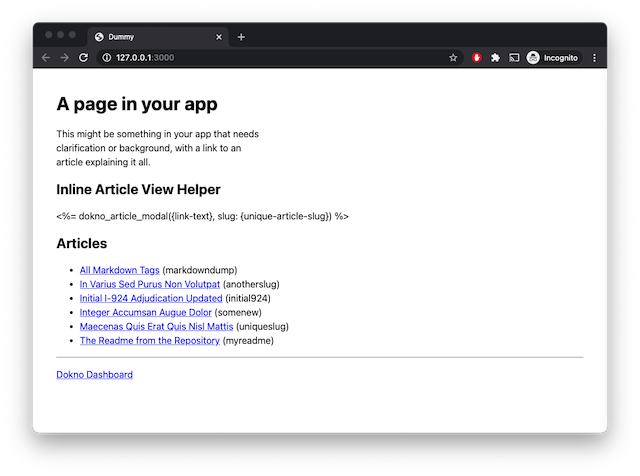 Dummy
127.0.0.1:3000
Incognito
A page in your app
This might be something in your app that needs
clarification or background, with a link to an
article explaining it all.
Inline Article View Helper
<%= dokno_article_modal({link-text}, slug: {unique-article-slug}) %>
Articles
All Markdown Tags (markdowndump)
In Varius Sed Purus Non Volutpat (anotherslug)
Initial I-924 Adjudication Updated (initial924)
Integer Accumsan Augue Dolor (somenew)
Maecenas Quis Erat Quis Nisl Mattis (uniqueslug)
The Readme from the Repository (myreadme)
Dokno Dashboard